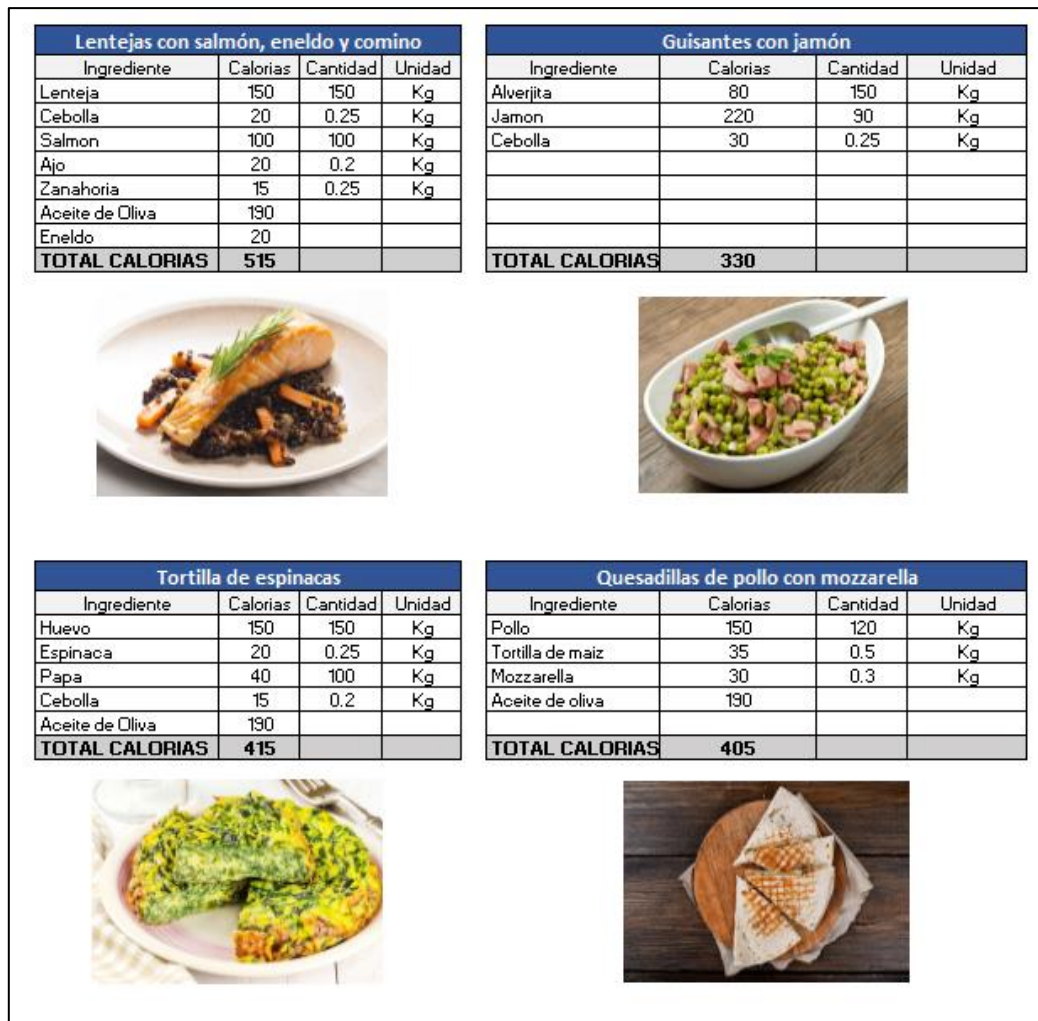 Lentejas con salmón, eneldo y comino
Ingrediente Calorias Cantidad Unidad
Lenteja 150 150 Kg
Cebolla 20 0.25 Kg
Salmon 100 100 Kg
Ajo 20 0.2 Kg
Zanahoria 15 0.25 Kg
Aceite de Oliva 190
Eneldo 20
TOTAL CALORIAS 515
Guisantes con jamón
Ingrediente Calorias Cantidad Unidad
Alverjita 80 150 Kg
Jamon 220 90 Kg
Cebolla 30 0.25 Kg
TOTAL CALORIAS 330
Tortilla de espinacas
Ingrediente Calorias Cantidad Unidad
Huevo 150 150 Kg
Espinaca 20 0.25 Kg
Papa 40 100 Kg
Cebolla 15 0.2 Kg
Aceite de Oliva 190
TOTAL CALORIAS 415
Quesadillas de pollo con mozzarella
Ingrediente Calorias Cantidad Unidad
Pollo 150 120 Kg
Tortilla de maiz 35 0.5 Kg
Mozzarella 30 0.3 Kg
Aceite de oliva 190
TOTAL CALORIAS 405